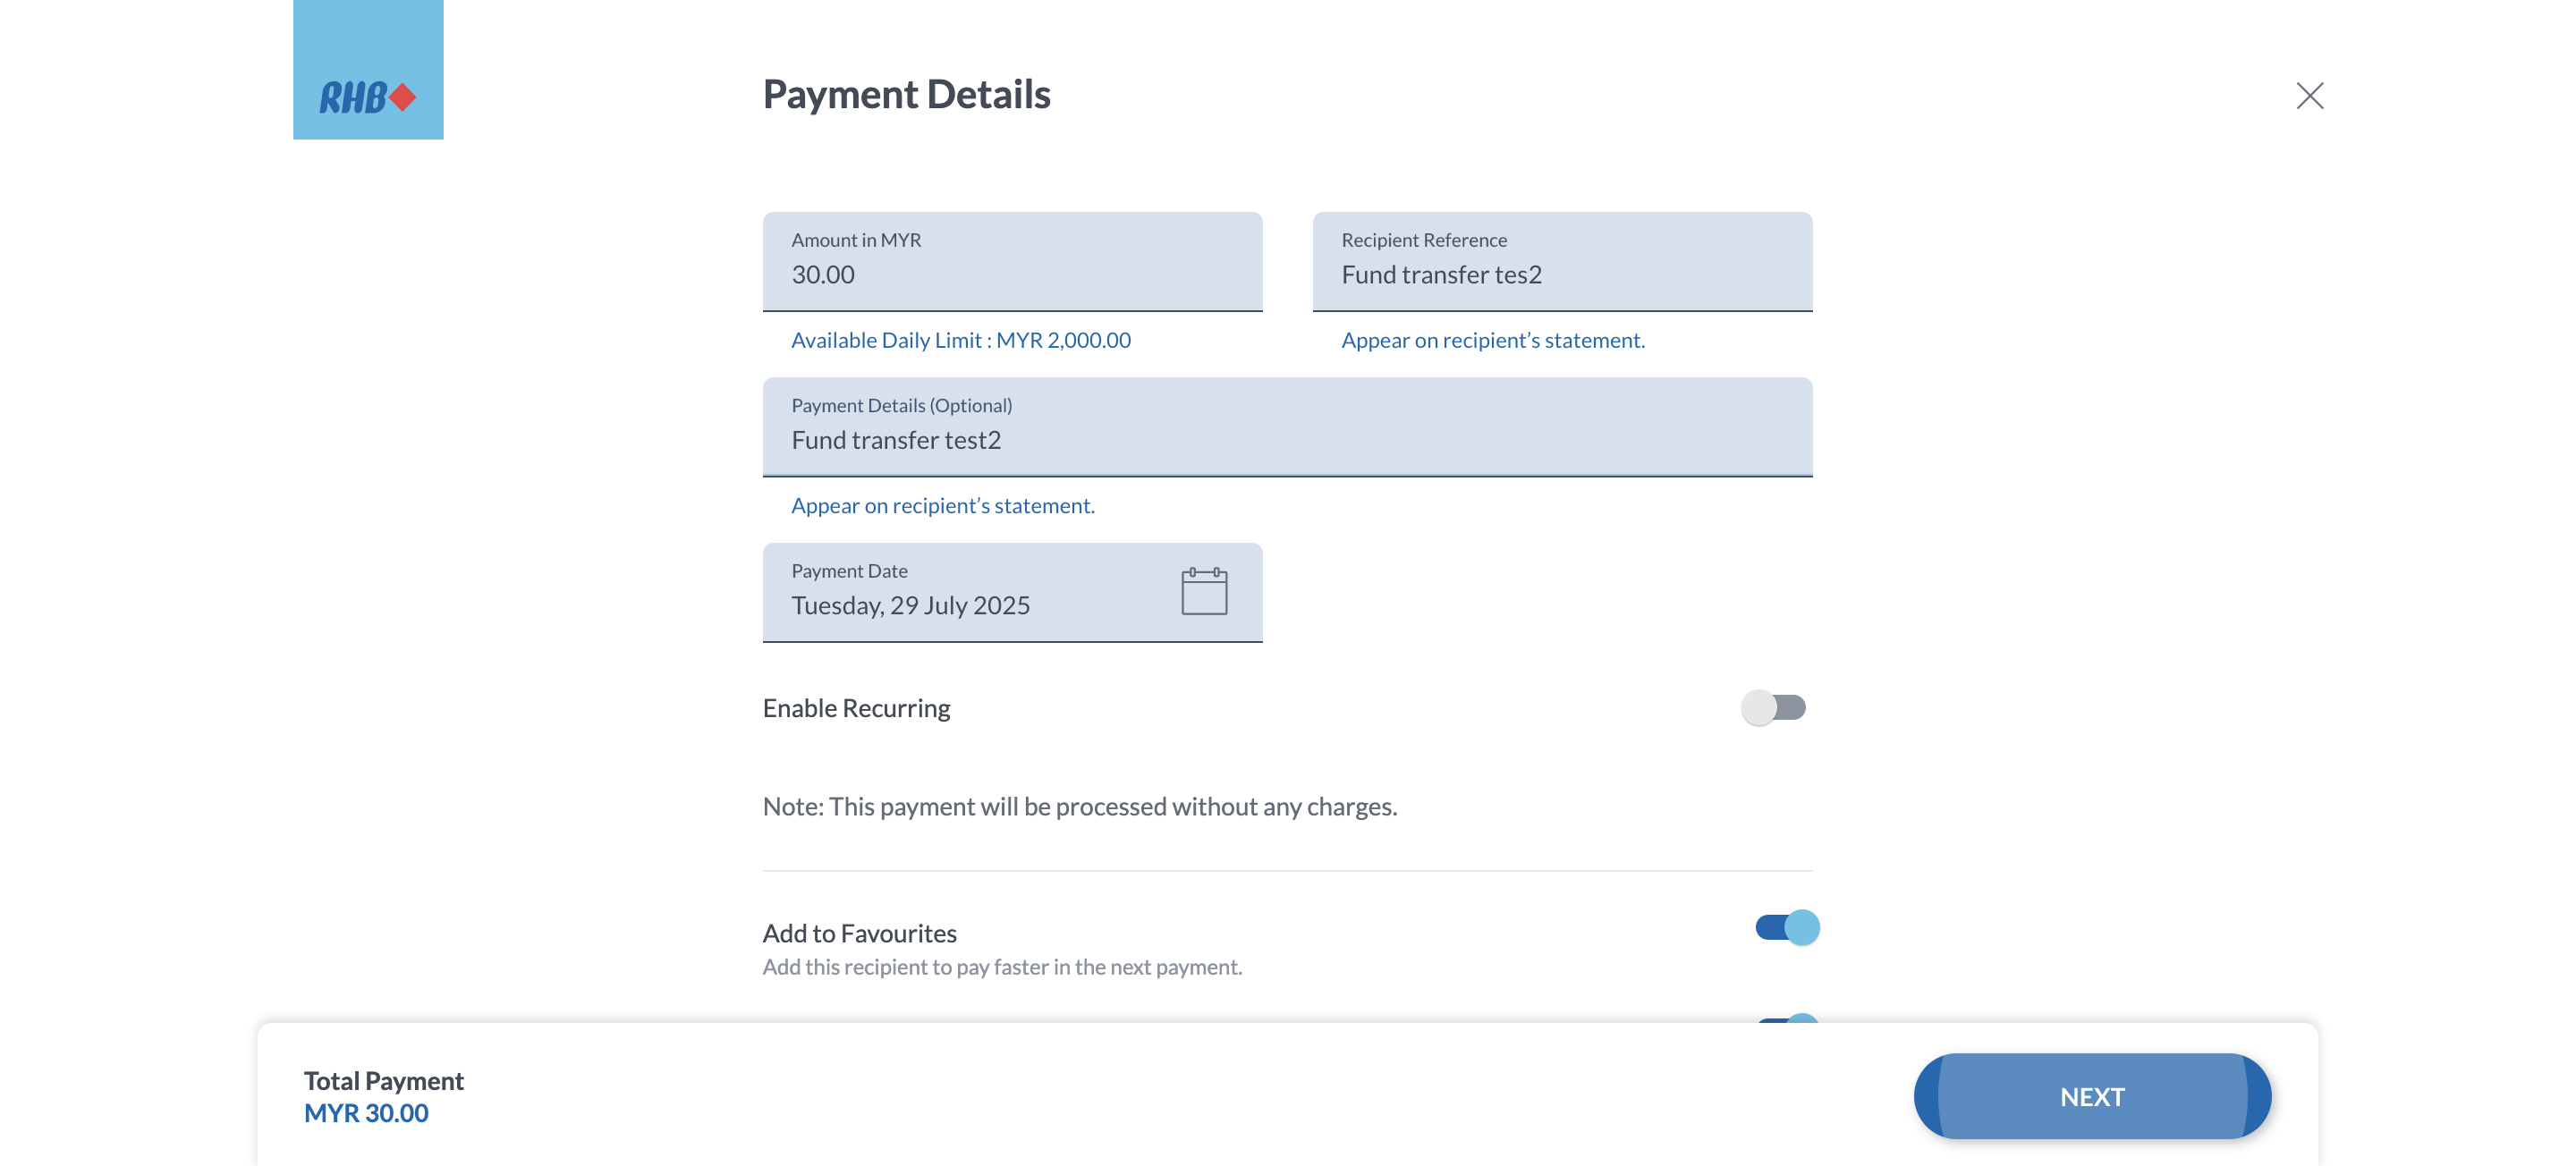 RHB
Payment Details
Amount in MYR
30.00
Recipient Reference
Fund transfer tes2
Available Daily Limit : MYR 2,000.00
Appear on recipient’s statement.
Payment Details (Optional)
Fund transfer test2
Appear on recipient’s statement.
Payment Date
Tuesday, 29 July 2025
Enable Recurring
Note: This payment will be processed without any charges.
Add to Favourites
Add this recipient to pay faster in the next payment.
Total Payment
MYR 30.00
NEXT